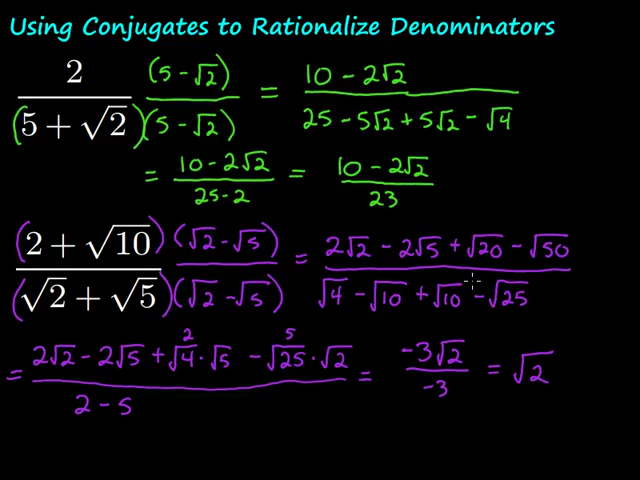 Using Conjugates to Rationalize Denominators
2/(5 + √2) (5 - √2)/(5 - √2) = (10 - 2√2)/(25 - 5√2 + 5√2 - √4)
= (10 - 2√2)/(25 - 2) = (10 - 2√2)/23
(2 + √10)/(√2 + √5) (√2 - √5)/(√2 - √5) = (2√2 - 2√5 + √20 - √50)/(√4 - √10 + √10 - √25)
2 5
= (2√2 - 2√5 + √4 · √5 - √25 · √2)/(2 - 5) = (-3√2)/(-3) = √2